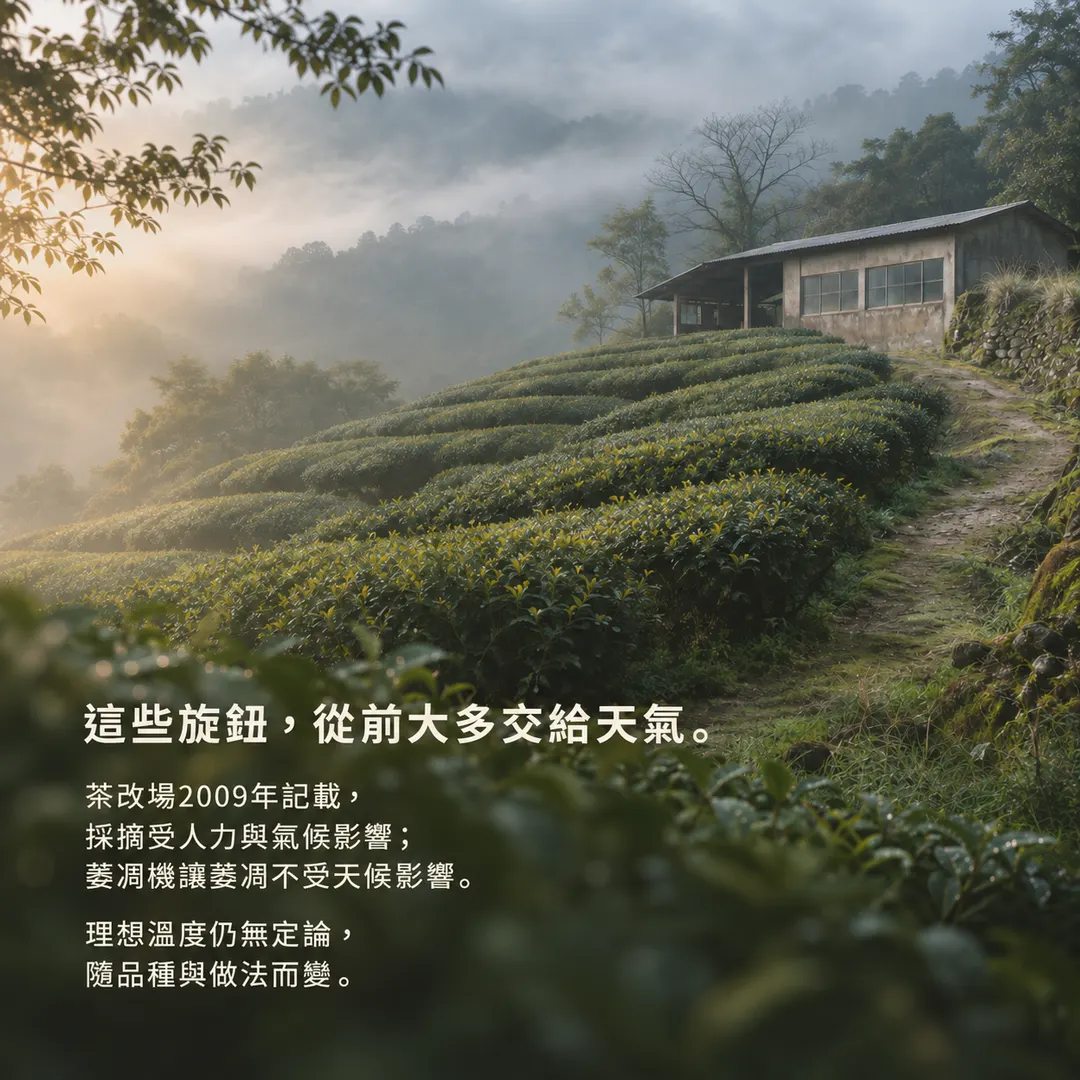 這些旋鈕，從前大多交給天氣。
茶改場2009年記載，
採摘受人力與氣候影響；
萎凋機讓萎凋不受天候影響。
理想溫度仍無定論，
隨品種與做法而變。